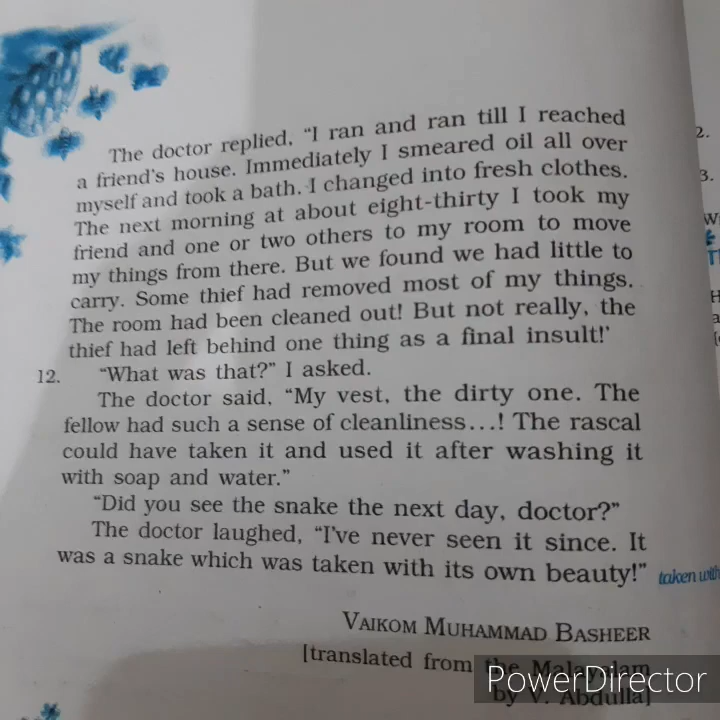 The doctor replied, “I ran and ran till I reached
a friend's house. Immediately I smeared oil all over
myself and took a bath. I changed into fresh clothes.
The next morning at about eight-thirty I took my
friend and one or two others to my room to move
my things from there. But we found we had little to
carry. Some thief had removed most of my things.
The room had been cleaned out! But not really, the
thief had left behind one thing as a final insult!’
12. “What was that?” I asked.
The doctor said, “My vest, the dirty one. The
fellow had such a sense of cleanliness...! The rascal
could have taken it and used it after washing it
with soap and water.”
“Did you see the snake the next day, doctor?”
The doctor laughed, “I've never seen it since. It
was a snake which was taken with its own beauty!”
taken with
VAIKOM MUHAMMAD BASHEER
[translated from the Malayalam
by V. Abdulla]
PowerDirector
2.
3.